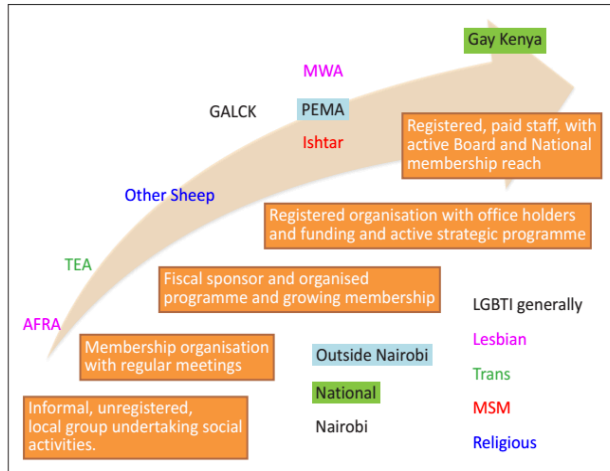 Gay Kenya
MWA
GALCK
PEMA
Ishtar
Registered, paid staff, with
active Board and National
membership reach
Other Sheep
Registered organisation with office holders
and funding and active strategic programme
TEA
Fiscal sponsor and organised
programme and growing membership
AFRA
Membership organisation
with regular meetings
Informal, unregistered,
local group undertaking social
activities.
Outside Nairobi
National
Nairobi
LGBTI generally
Lesbian
Trans
MSM
Religious